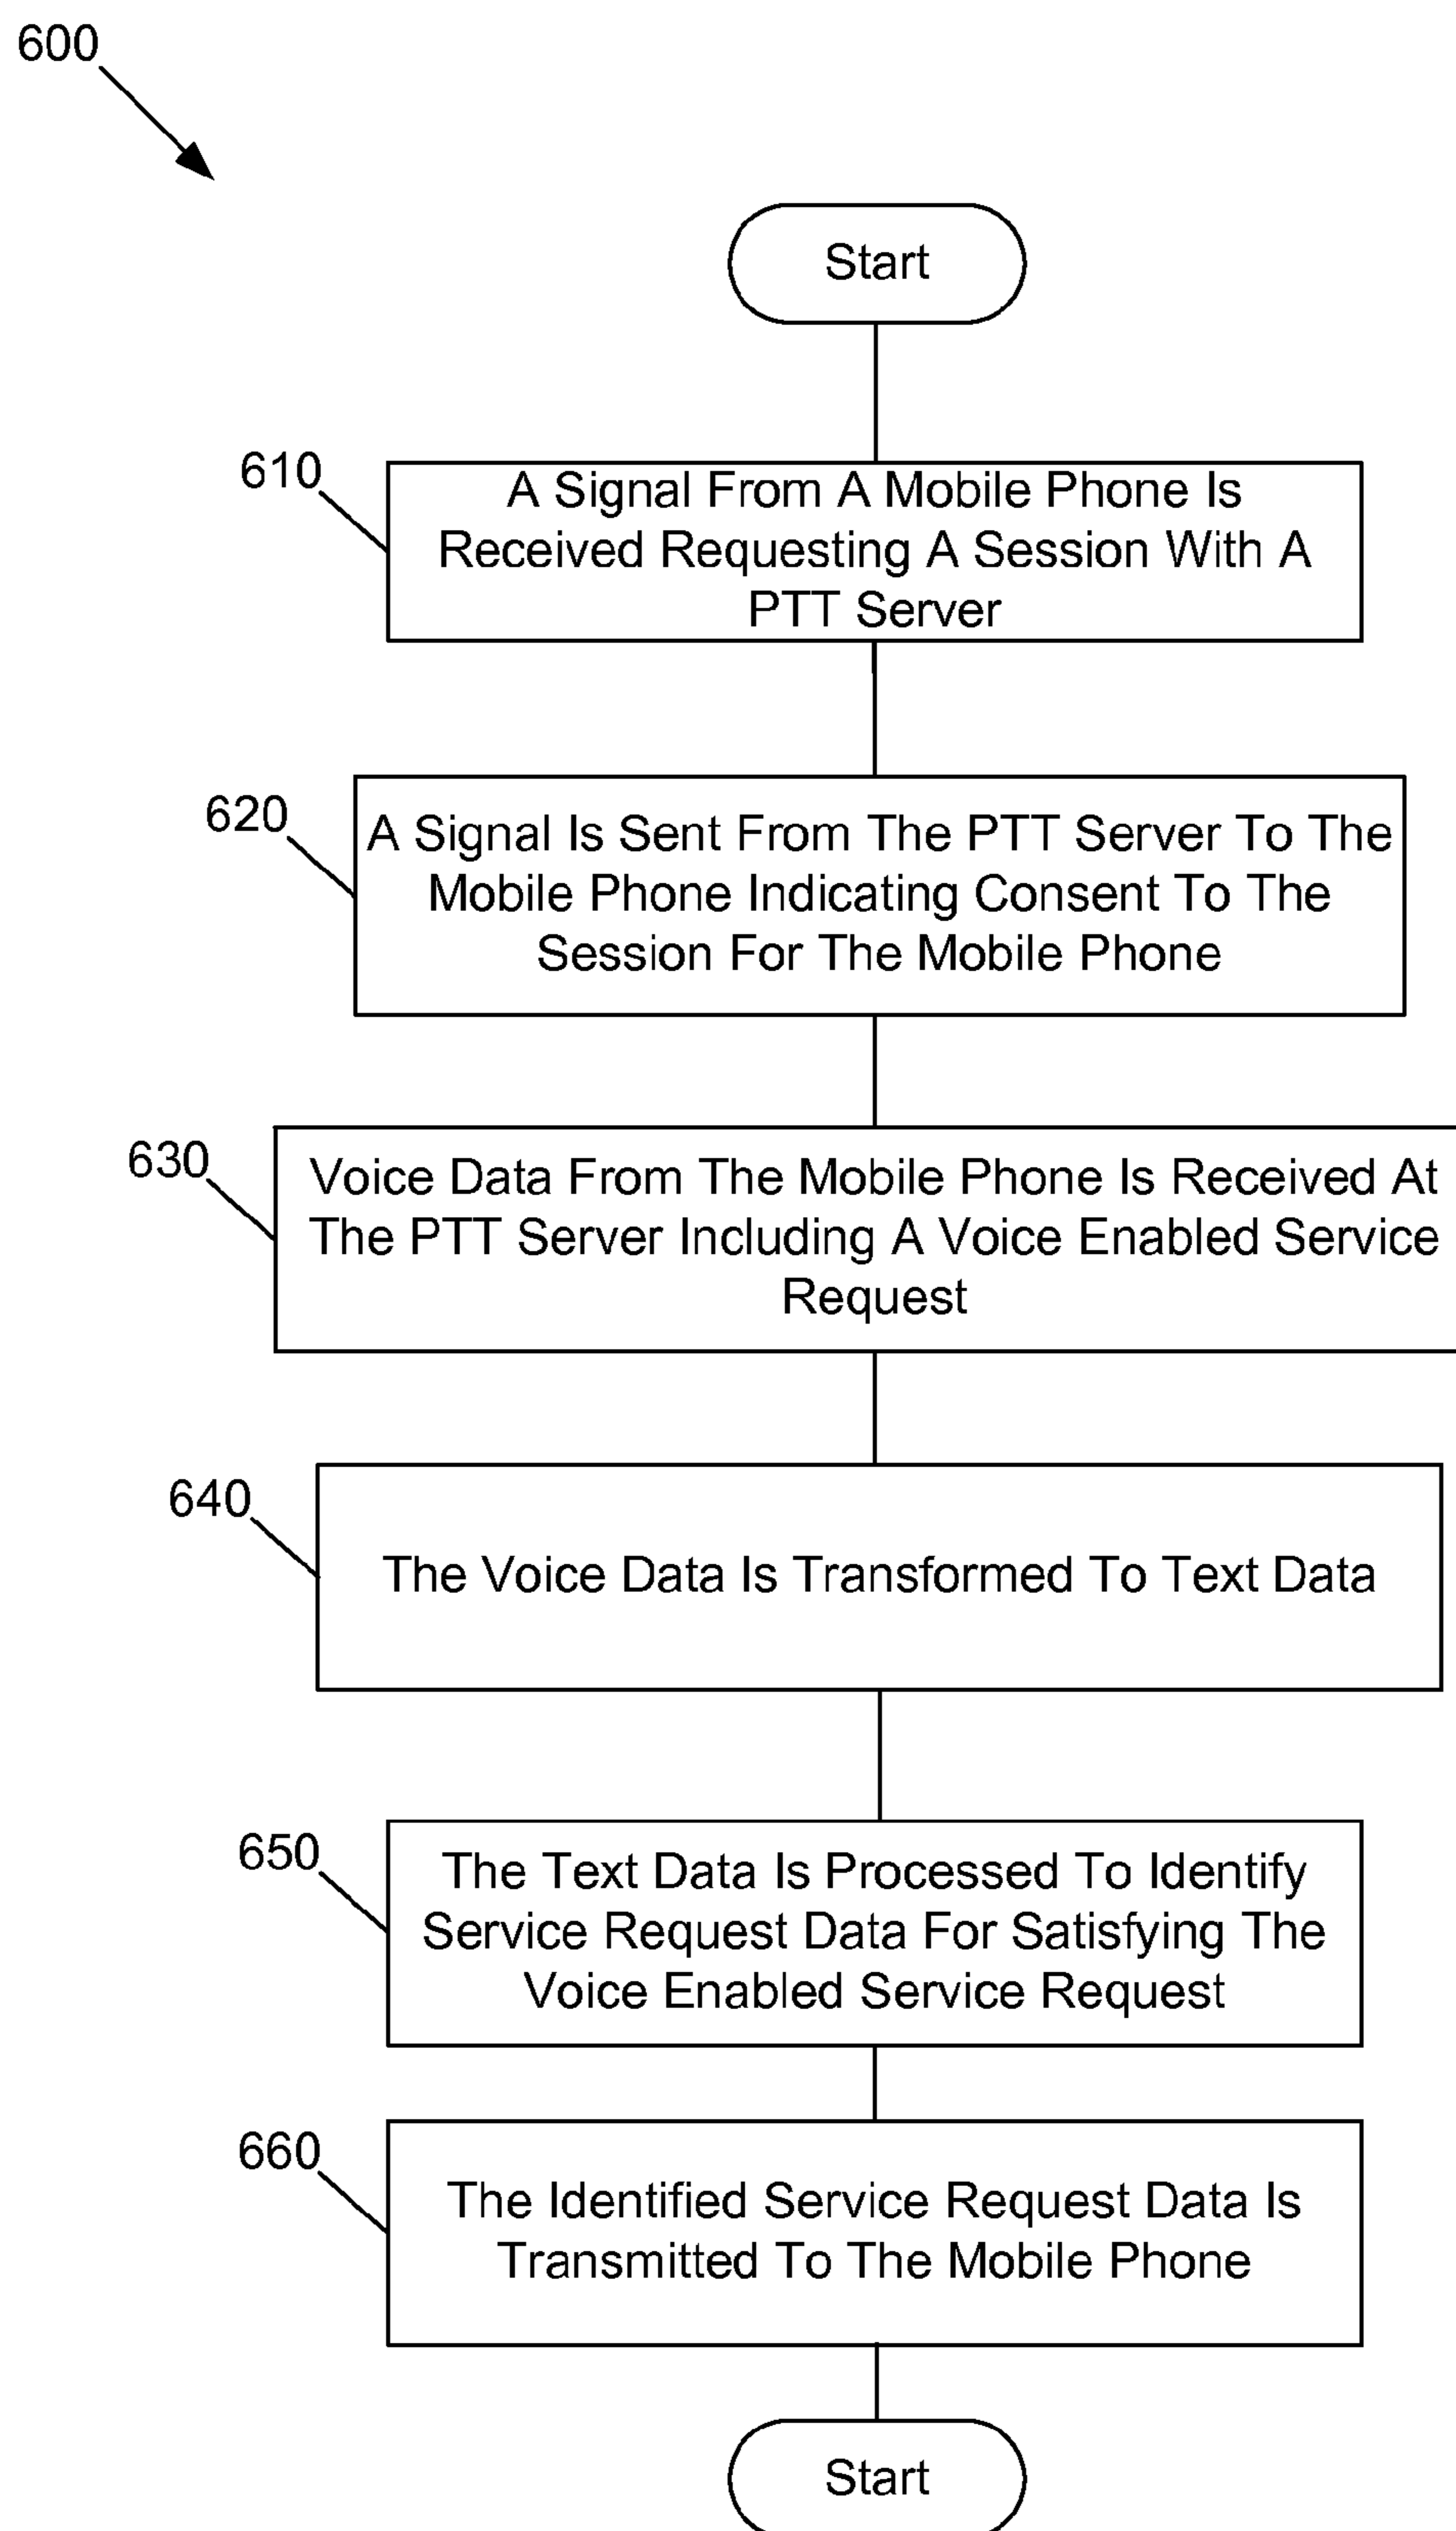 600
Start
610
A Signal From A Mobile Phone Is
Received Requesting A Session With A
PTT Server
620
A Signal Is Sent From The PTT Server To The
Mobile Phone Indicating Consent To The
Session For The Mobile Phone
630
Voice Data From The Mobile Phone Is Received At
The PTT Server Including A Voice Enabled Service
Request
640
The Voice Data Is Transformed To Text Data
650
The Text Data Is Processed To Identify
Service Request Data For Satisfying The
Voice Enabled Service Request
660
The Identified Service Request Data Is
Transmitted To The Mobile Phone
Start